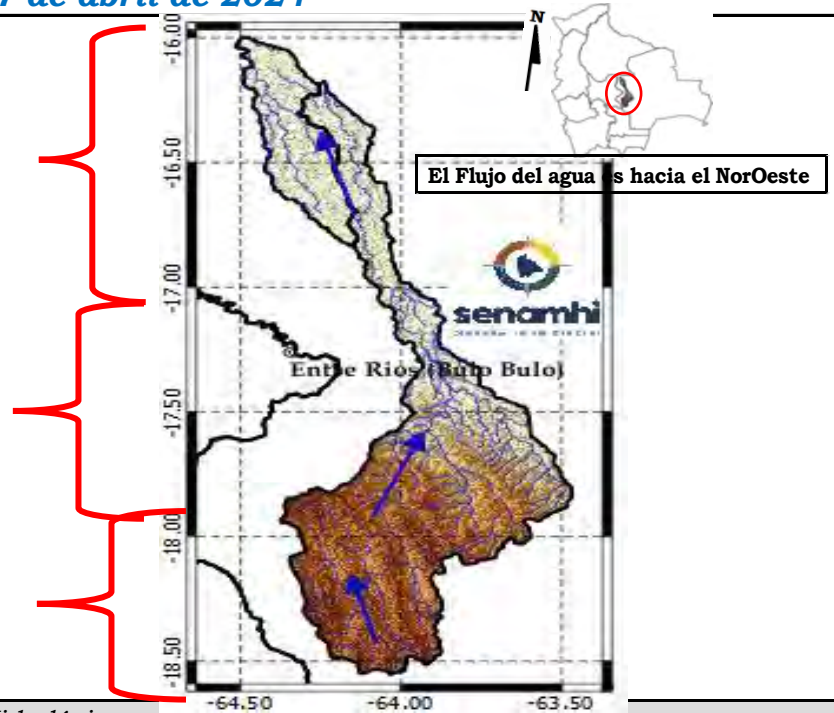 de abril de 2024
N
El Flujo del agua es hacia el NorOeste
senamhi
Entre Rios (Bulo Bulo)
-16.00
-16.50
-17.00
-17.50
-18.00
-18.50
-64.50
-64.00
-63.50